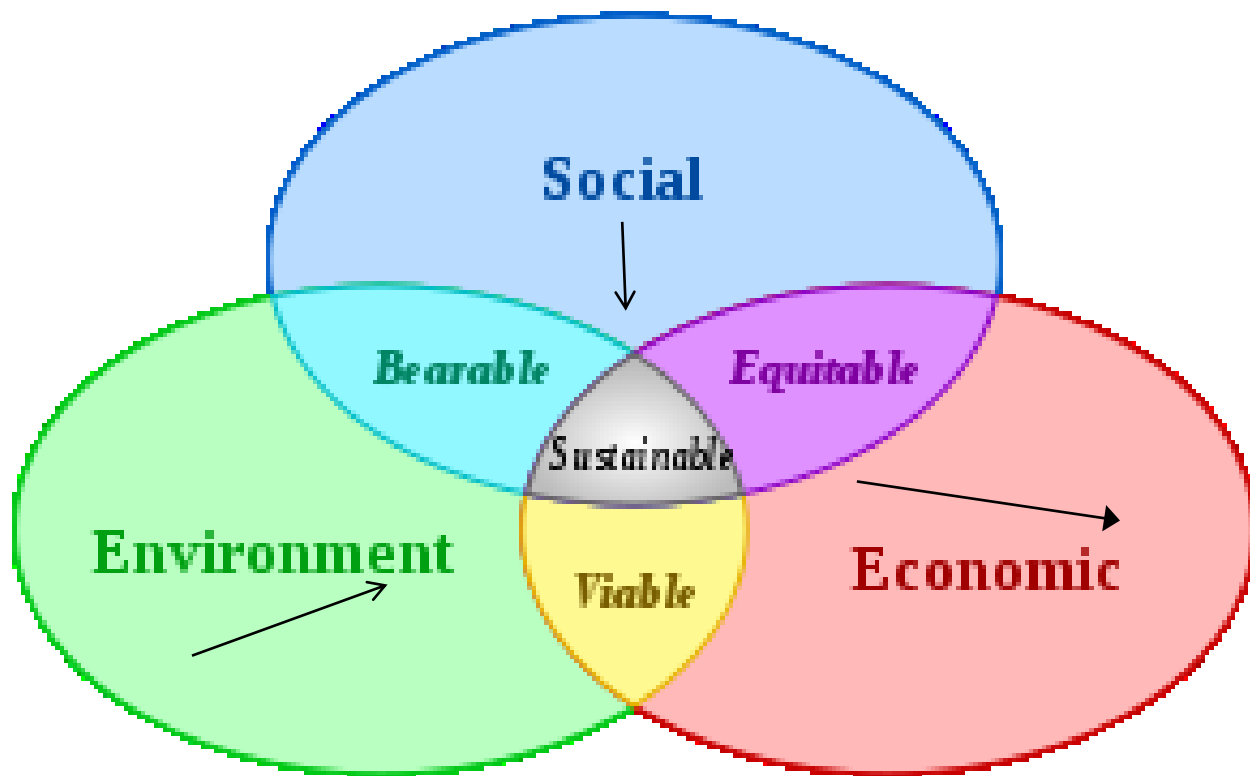 Social
Bearable
Equitable
Sustainable
Environment
Economic
Viable